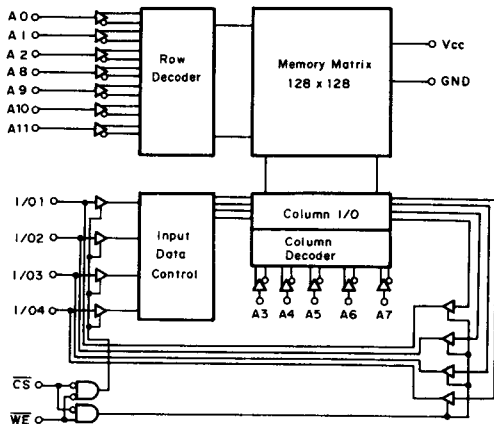 A0
A1
A2
A8
A9
A10
A11
Row
Decoder
Memory Matrix
128 x 128
Vcc
GND
I/O1
I/O2
I/O3
I/O4
Input
Data
Control
Column I/O
Column
Decoder
A3 A4 A5 A6 A7
CS
WE